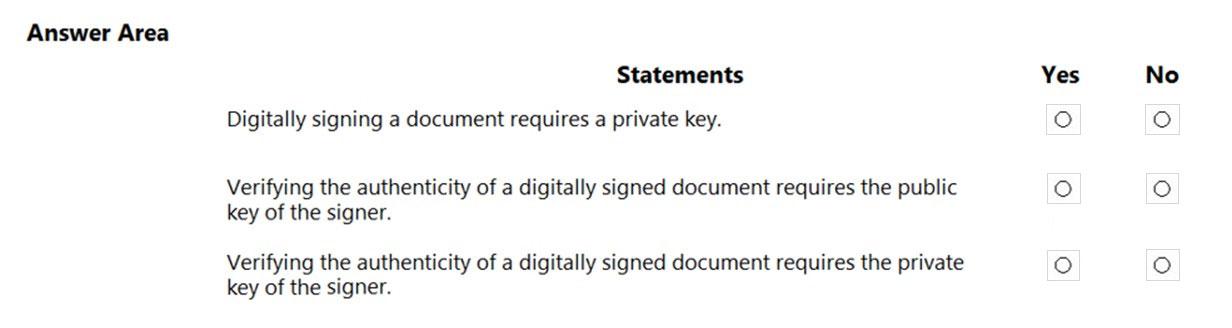 Answer Area
Statements Yes No
Digitally signing a document requires a private key.
Verifying the authenticity of a digitally signed document requires the public
key of the signer.
Verifying the authenticity of a digitally signed document requires the private
key of the signer.